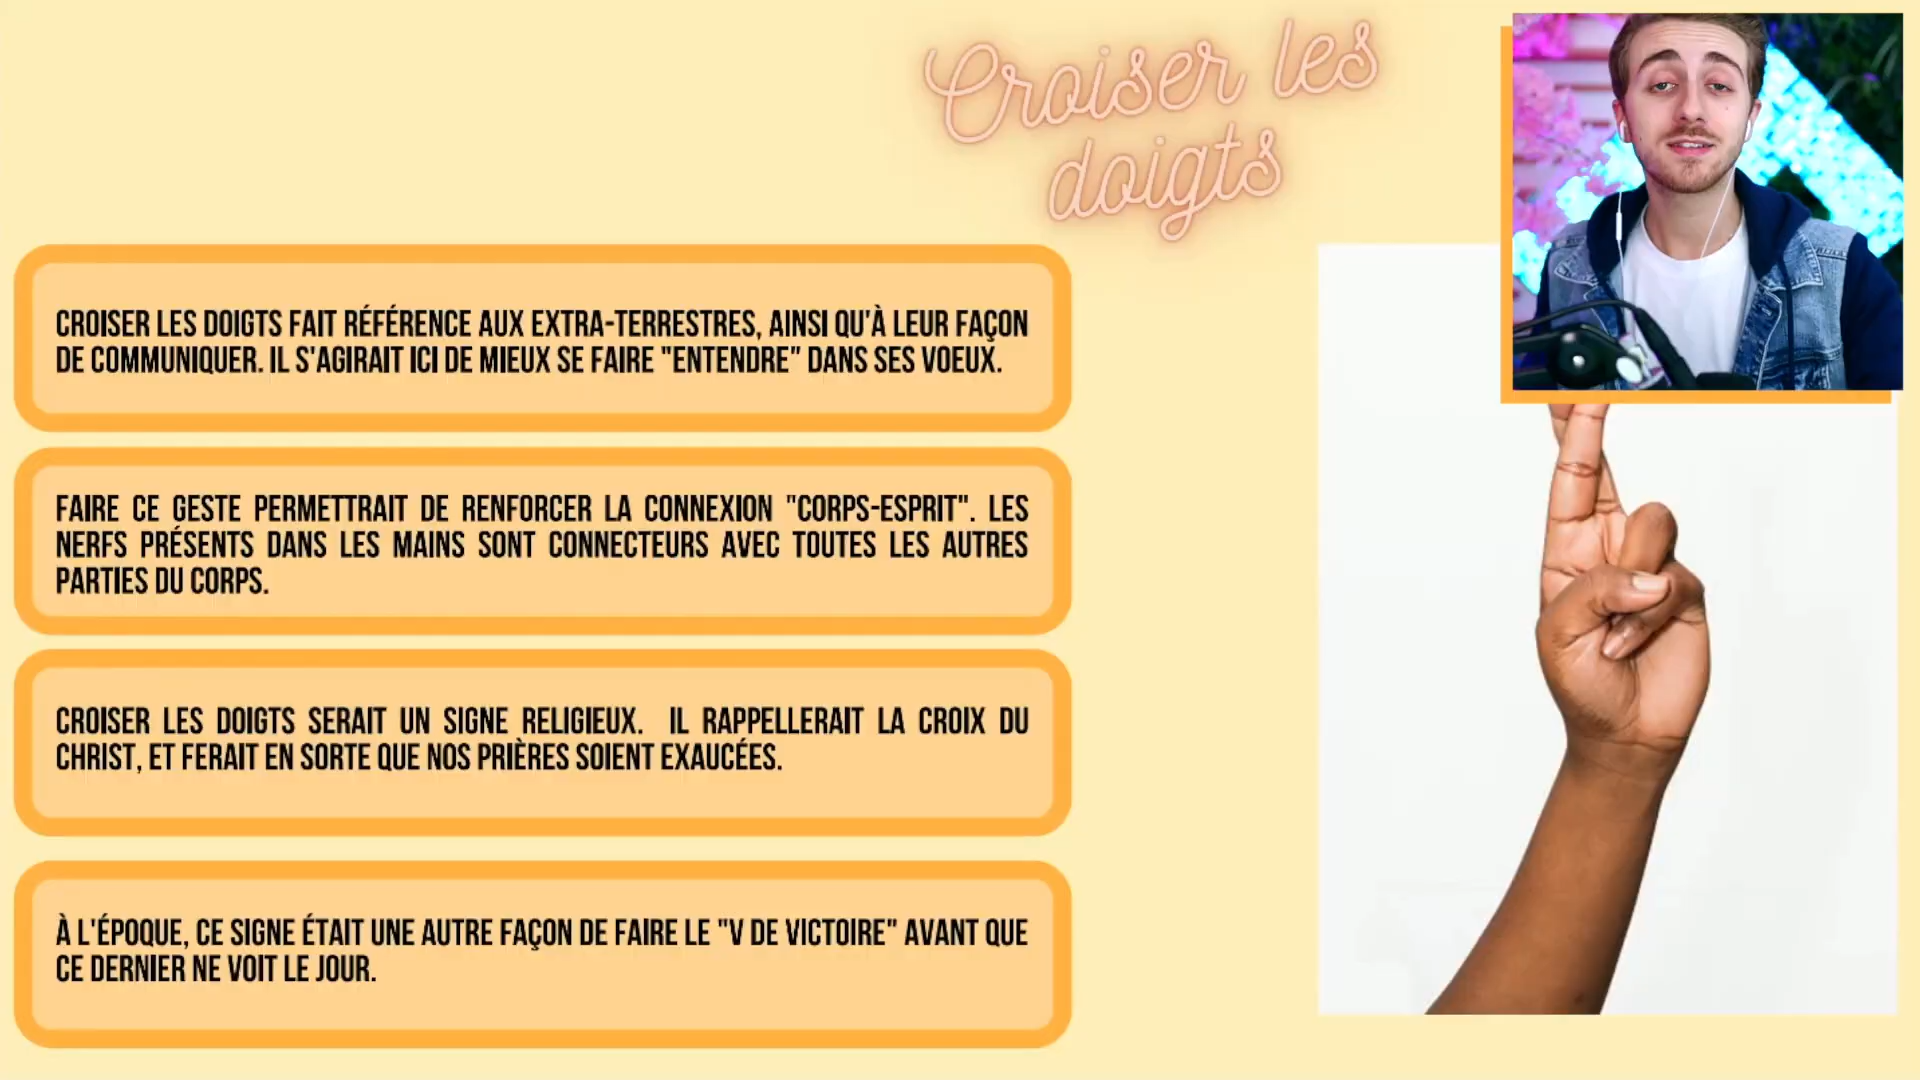 Croiser les
doigts
CROISER LES DOIGTS FAIT RÉFÉRENCE AUX EXTRA-TERRESTRES, AINSI QU'À LEUR FAÇON
DE COMMUNIQUER. IL S'AGIRAIT ICI DE MIEUX SE FAIRE "ENTENDRE" DANS SES VOEUX.
FAIRE CE GESTE PERMETTRAIT DE RENFORCER LA CONNEXION "CORPS-ESPRIT". LES
NERFS PRÉSENTS DANS LES MAINS SONT CONNECTEURS AVEC TOUTES LES AUTRES
PARTIES DU CORPS.
CROISER LES DOIGTS SERAIT UN SIGNE RELIGIEUX. IL RAPPELLERAIT LA CROIX DU
CHRIST, ET FERAIT EN SORTE QUE NOS PRIÈRES SOIENT EXAUCÉES.
À L'ÉPOQUE, CE SIGNE ÉTAIT UNE AUTRE FAÇON DE FAIRE LE "V DE VICTOIRE" AVANT QUE
CE DERNIER NE VOIT LE JOUR.